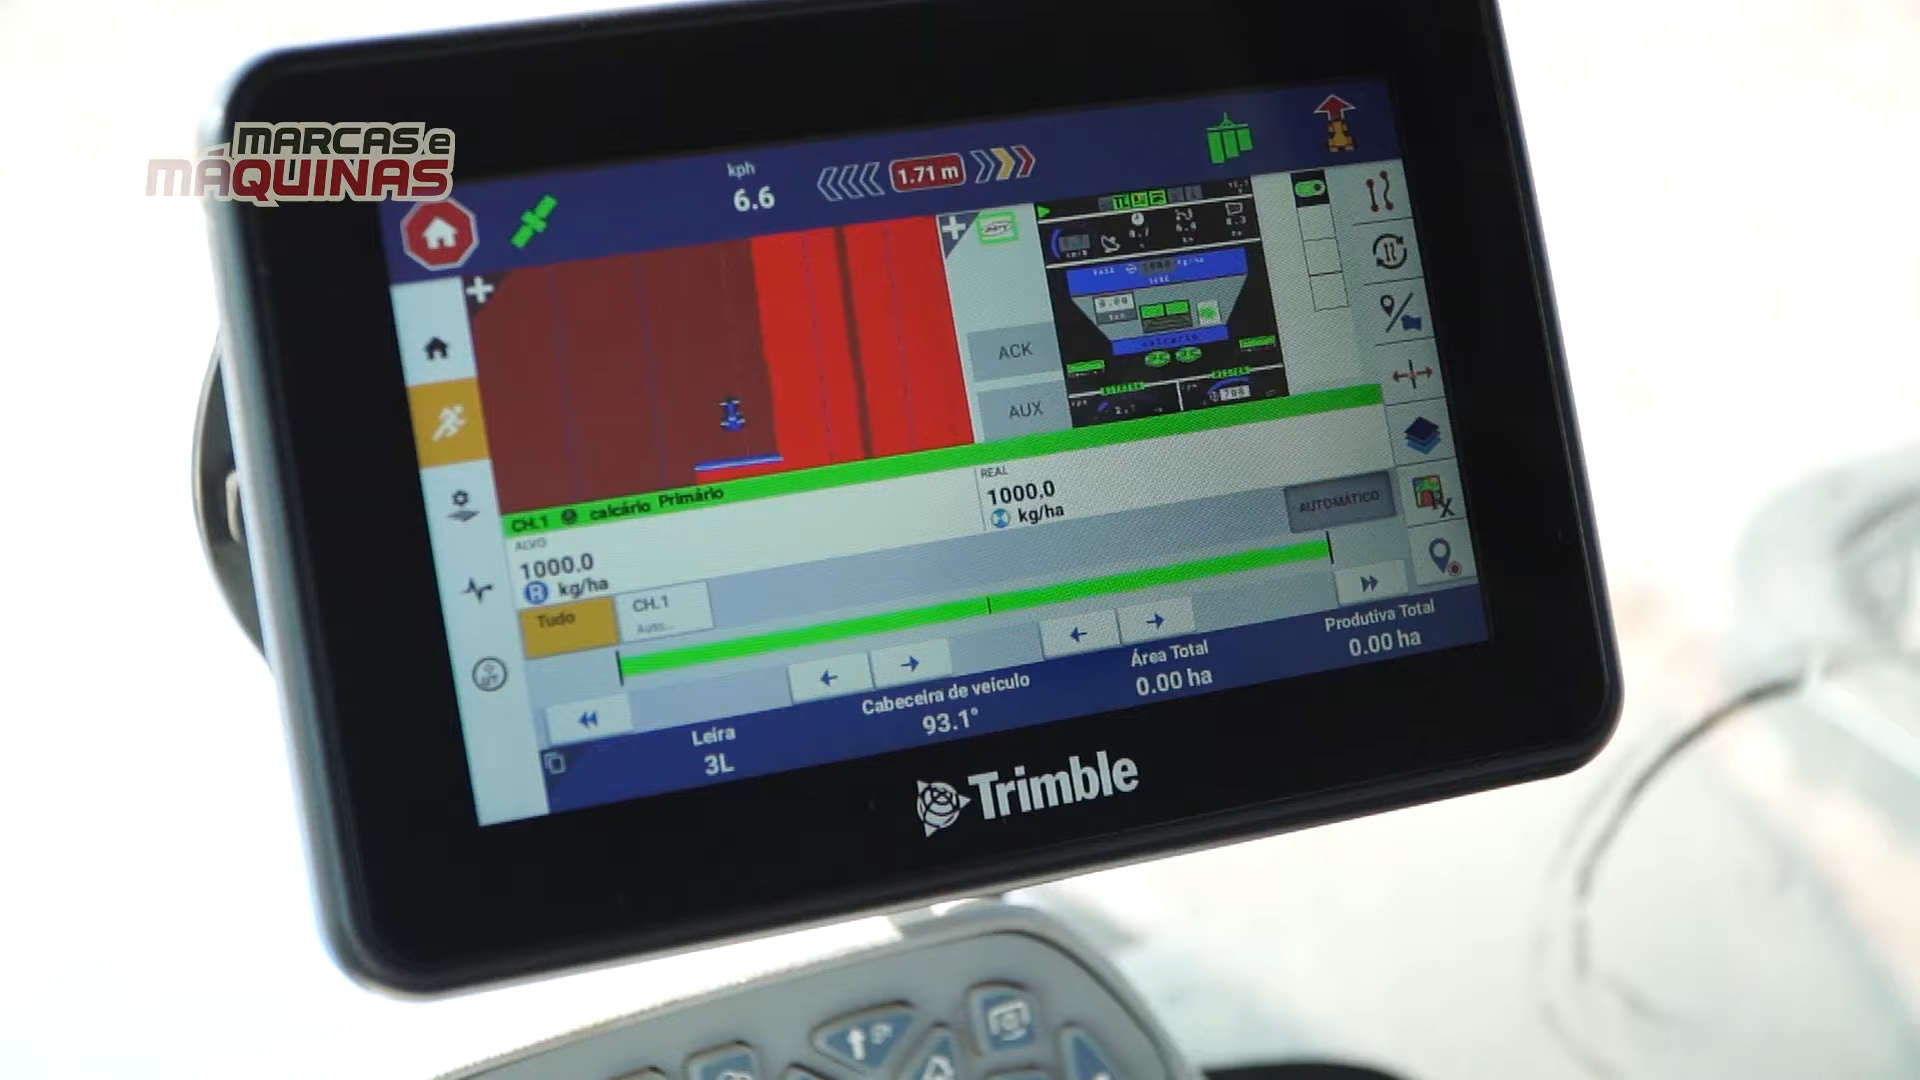 MARCAS e
MÁQUINAS
kph
6.6
1.71 m
ACK
AUX
calcario
CH.1 calcário Primário
ALVO
1000.0
R kg/ha
REAL
1000.0
kg/ha
AUTOMÁTICO
Tudo
CH.1
Auto...
Leira
3L
Cabeceira de veículo
93.1°
Área Total
0.00 ha
Produtiva Total
0.00 ha
Trimble